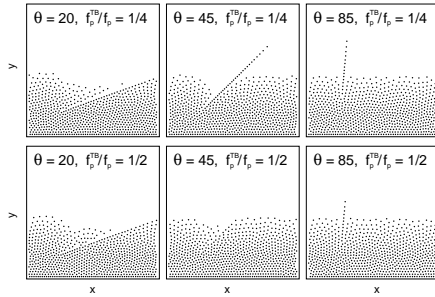 θ = 20, f_p^TB/f_p = 1/4
θ = 45, f_p^TB/f_p = 1/4
θ = 85, f_p^TB/f_p = 1/4
y
θ = 20, f_p^TB/f_p = 1/2
θ = 45, f_p^TB/f_p = 1/2
θ = 85, f_p^TB/f_p = 1/2
y
x
x
x